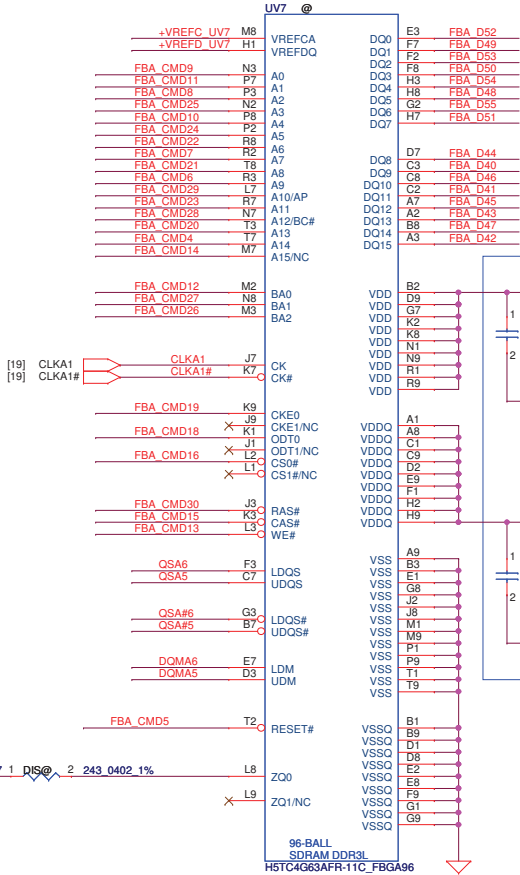 UV7 @
+VREFC_UV7 M8 VREFCA DQ0 E3 FBA_D52
+VREFD_UV7 H1 VREFDQ DQ1 F7 FBA_D49
DQ2 F2 FBA_D53
FBA_CMD9 N3 A0 DQ3 F8 FBA_D50
FBA_CMD11 P7 A1 DQ4 H3 FBA_D54
FBA_CMD8 P3 A2 DQ5 H8 FBA_D48
FBA_CMD25 N2 A3 DQ6 G2 FBA_D55
FBA_CMD10 P8 A4 DQ7 H7 FBA_D51
FBA_CMD24 P2 A5
FBA_CMD22 R8 A6
FBA_CMD7 R2 A7 DQ8 D7 FBA_D44
FBA_CMD21 T8 A8 DQ9 C3 FBA_D40
FBA_CMD6 R3 A9 DQ10 C8 FBA_D46
FBA_CMD29 L7 A10/AP DQ11 C2 FBA_D41
FBA_CMD23 R7 A11 DQ12 A7 FBA_D45
FBA_CMD28 N7 A12/BC# DQ13 A2 FBA_D43
FBA_CMD20 T3 A13 DQ14 B8 FBA_D47
FBA_CMD4 T7 A14 DQ15 A3 FBA_D42
FBA_CMD14 M7 A15/NC
FBA_CMD12 M2 BA0 VDD B2
FBA_CMD27 N8 BA1 VDD D9
FBA_CMD26 M3 BA2 VDD G7
VDD K2
VDD K8
VDD N1
[19] CLKA1 CLKA1 J7 CK VDD N9
[19] CLKA1# CLKA1# K7 CK# VDD R1
VDD R9
1
2
FBA_CMD19 K9 CKE0 VDDQ A1
J9 CKE1/NC VDDQ A8
FBA_CMD18 K1 ODT0 VDDQ C1
J1 ODT1/NC VDDQ C9
FBA_CMD16 L2 CS0# VDDQ D2
L1 CS1#/NC VDDQ E9
VDDQ F1
FBA_CMD30 J3 RAS# VDDQ H2
FBA_CMD15 K3 CAS# VDDQ H9
FBA_CMD13 L3 WE#
VSS A9
QSA6 F3 LDQS VSS B3
QSA5 C7 UDQS VSS E1
VSS G8
VSS J2
QSA#6 G3 LDQS# VSS J8
QSA#5 B7 UDQS# VSS M1
VSS M9
VSS P1
DQMA6 E7 LDM VSS P9
DQMA5 D3 UDM VSS T1
VSS T9
1
2
FBA_CMD5 T2 RESET# VSSQ B1
VSSQ B9
VSSQ D1
VSSQ D8
1 DIS@ 2 243_0402_1% L8 ZQ0 VSSQ E2
VSSQ E8
L9 ZQ1/NC VSSQ F9
VSSQ G1
VSSQ G9
96-BALL
SDRAM DDR3L
H5TC4G63AFR-11C_FBGA96